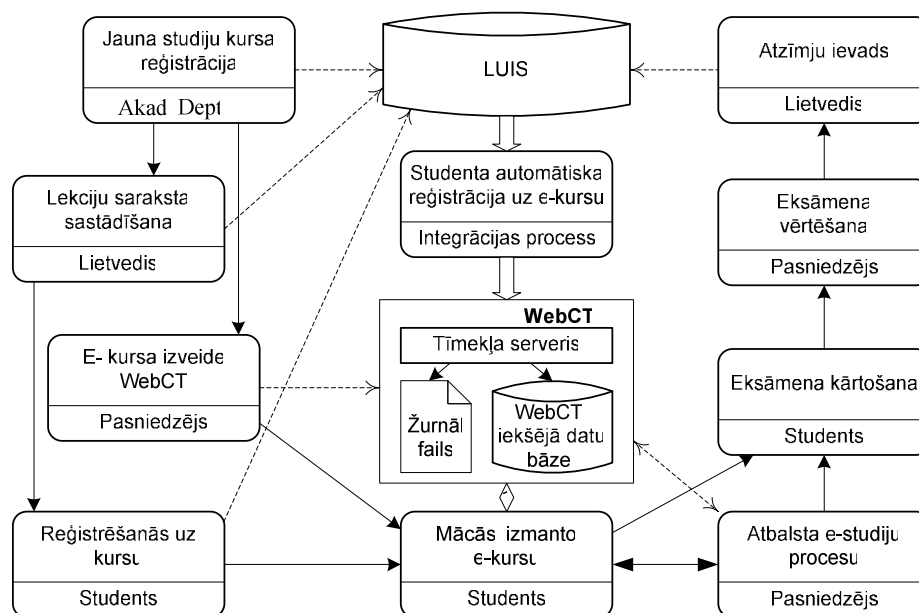 Jauna studiju kursa
reģistrācija
Akad Dept
LUIS
Atzīmju ievads
Lietvedis
Lekciju saraksta
sastādīšana
Lietvedis
Studenta automātiska
reģistrācija uz e-kursu
Integrācijas process
Eksāmena
vērtēšana
Pasniedzējs
E- kursa izveide
WebCT
Pasniedzējs
WebCT
Tīmekļa serveris
Žurnāl
fails
WebCT
iekšējā datu
bāze
Eksāmena kārtošana
Students
Reģistrēšanās uz
kursu
Students
Mācās izmanto
e-kursu
Students
Atbalsta e-studiju
procesu
Pasniedzējs